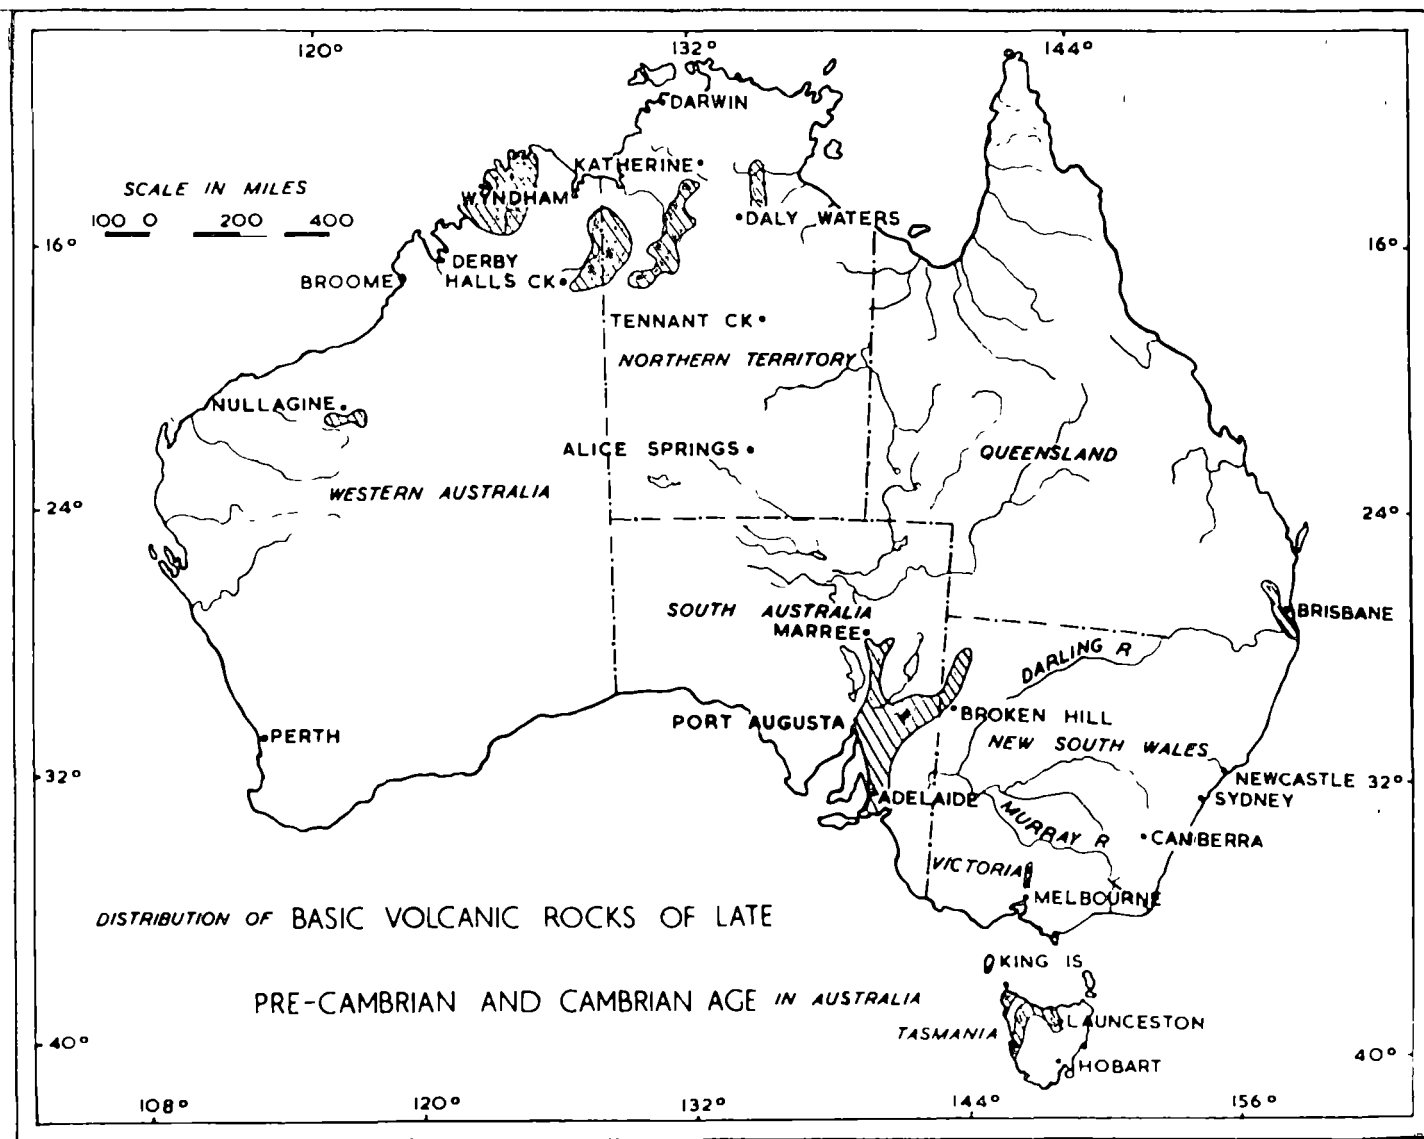 120° 132° 144°
DARWIN
KATHERINE
SCALE IN MILES
WYNDHAM
100 0 200 400
DALY WATERS
16° 16°
DERBY
HALLS CK
BROOME
TENNANT CK
NORTHERN TERRITORY
NULLAGINE
ALICE SPRINGS
QUEENSLAND
WESTERN AUSTRALIA
24° 24°
SOUTH AUSTRALIA
BRISBANE
MARREE
DARLING R
PORT AUGUSTA
BROKEN HILL
PERTH
NEW SOUTH WALES
32° NEWCASTLE 32°
ADELAIDE
SYDNEY
MURRAY R
CANBERRA
VICTORIA
MELBOURNE
DISTRIBUTION OF BASIC VOLCANIC ROCKS OF LATE
KING IS
PRE-CAMBRIAN AND CAMBRIAN AGE IN AUSTRALIA
LAUNCESTON
TASMANIA
40° 40°
HOBART
108° 120° 132° 144° 156°